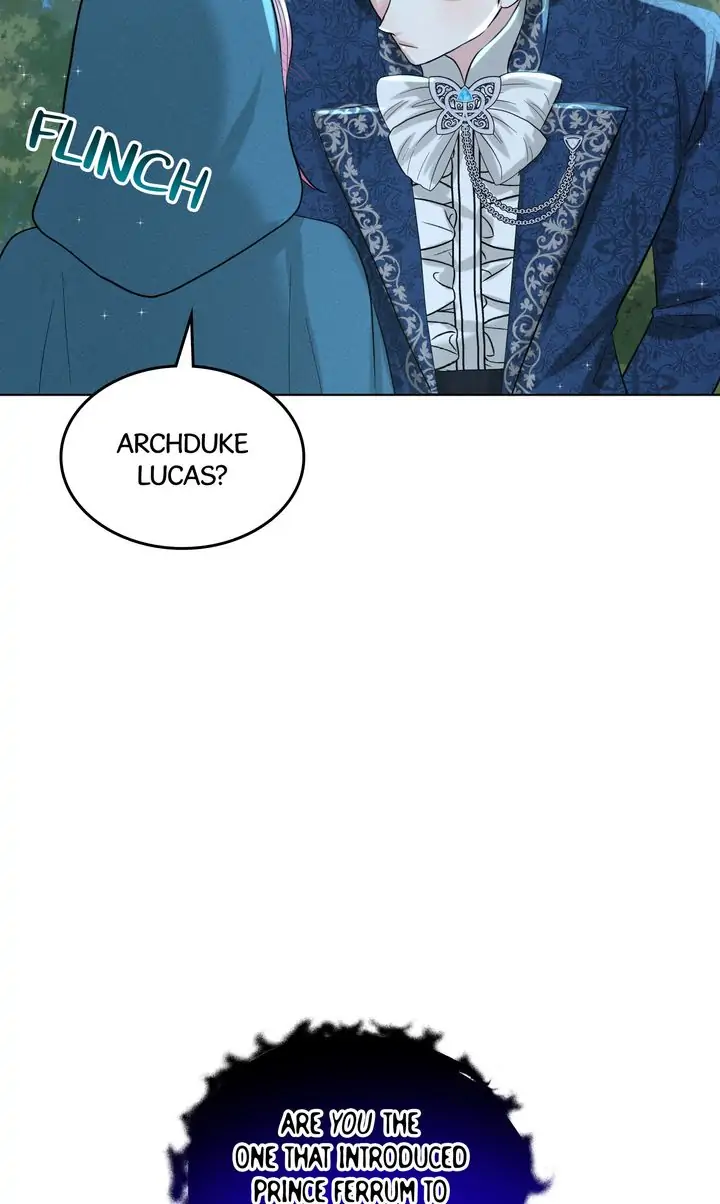 FLINCH
ARCHDUKE
LUCAS?
ARE YOU THE
ONE THAT INTRODUCED
PRINCE FERRUM TO